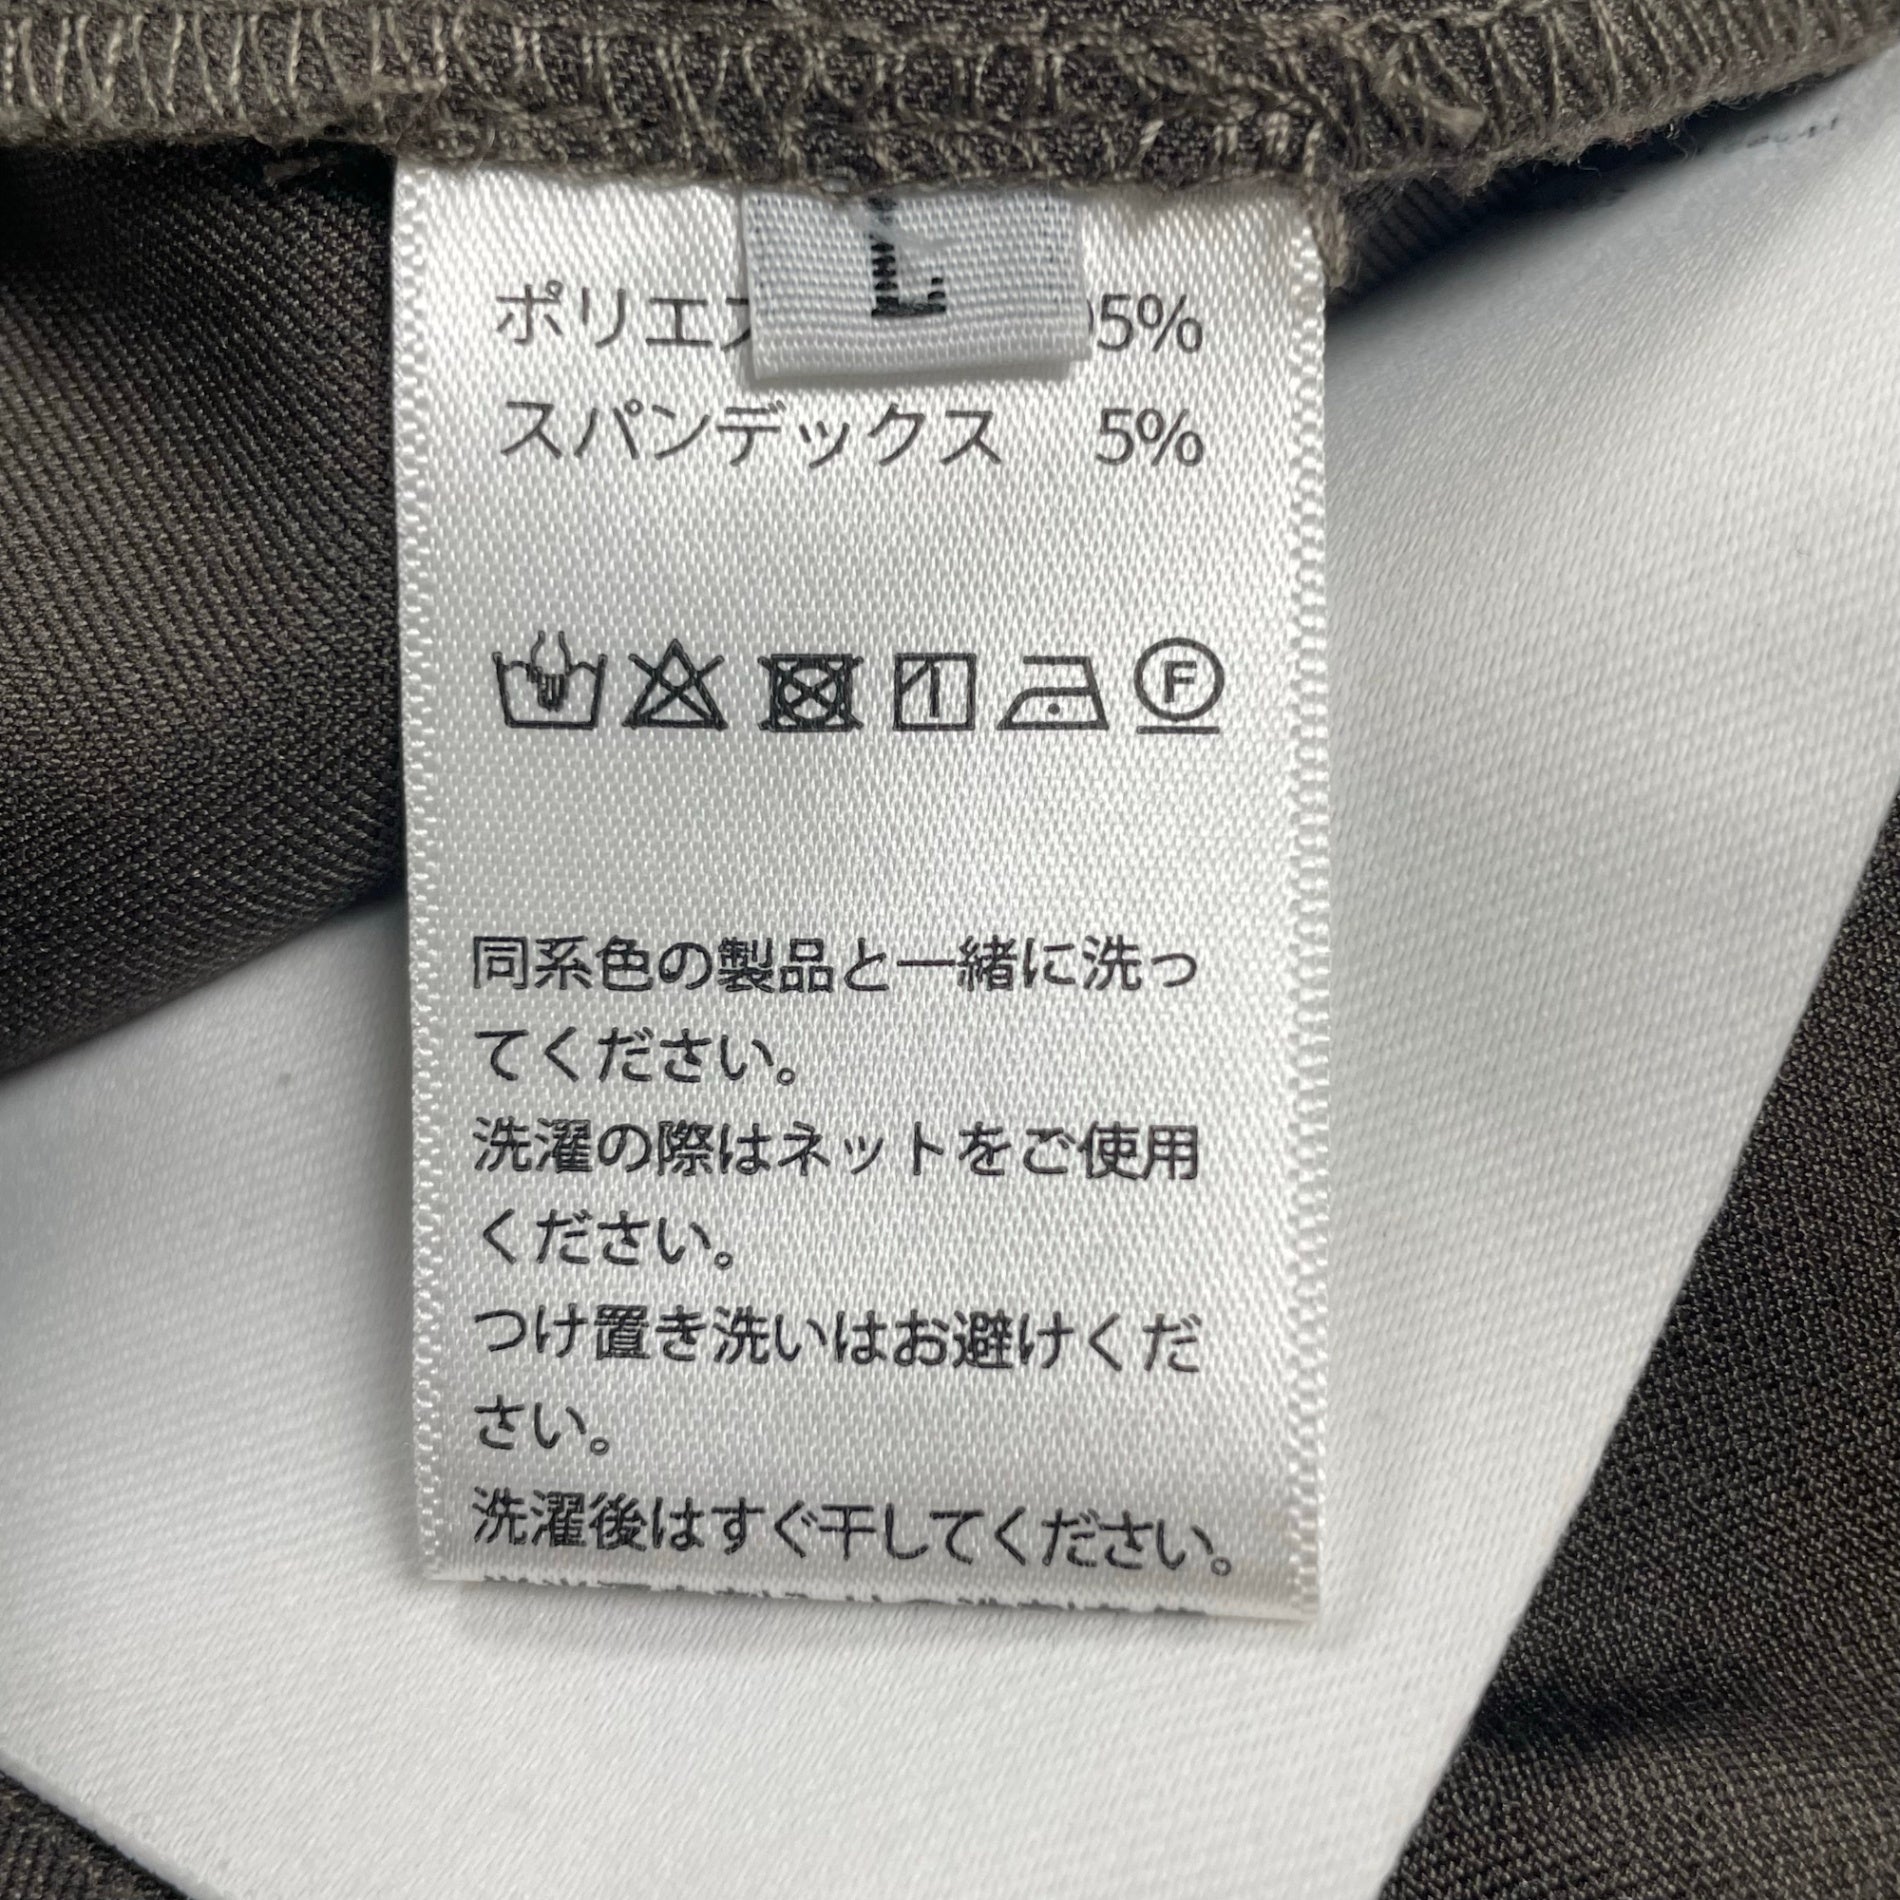 L
ポリエス 95%
スパンデックス 5%
F
同系色の製品と一緒に洗っ
てください。
洗濯の際はネットをご使用
ください。
つけ置き洗いはお避けくだ
さい。
洗濯後はすぐ干してください。